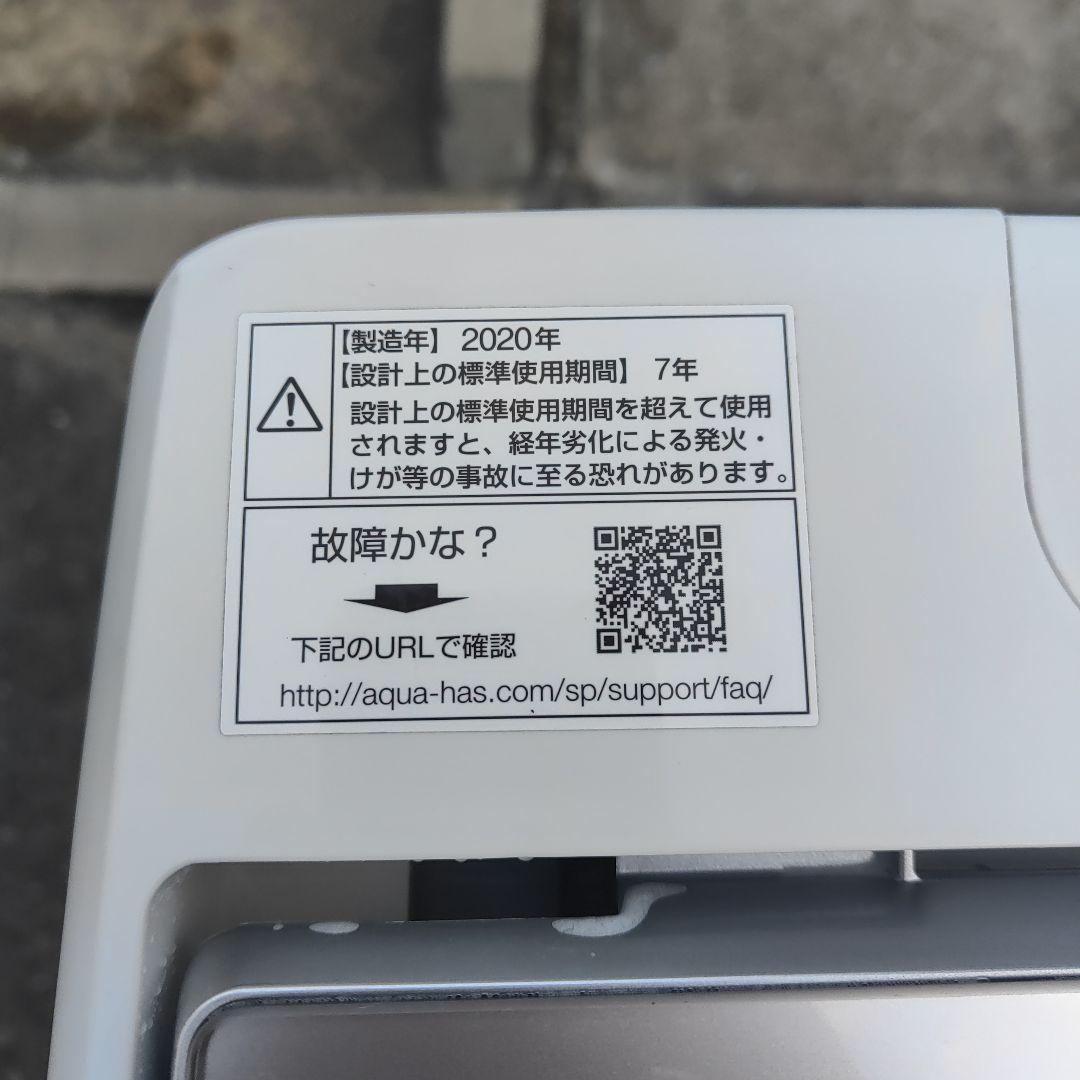 【製造年】 2020年
【設計上の標準使用期間】 7年
設計上の標準使用期間を超えて使用
されますと、経年劣化による発火・
けが等の事故に至る恐れがあります。
故障かな？
下記のURLで確認
http://aqua-has.com/sp/support/faq/